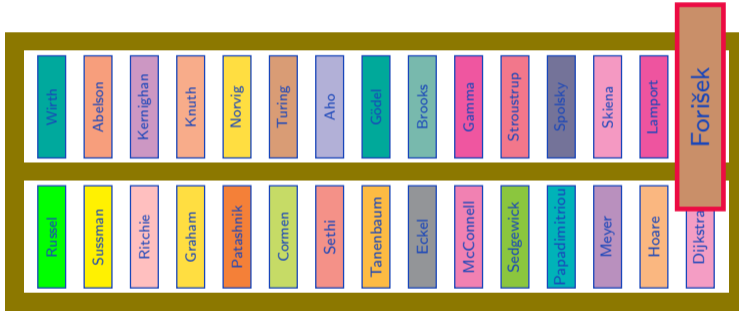 Wirth
Abelson
Kernighan
Knuth
Norvig
Turing
Aho
Gödel
Brooks
Gamma
Stroustrup
Spolsky
Skiena
Lamport
Forišek
Russel
Sussman
Ritchie
Graham
Patashnik
Cormen
Sethi
Tanenbaum
Eckel
McConnell
Sedgewick
Papadimitriou
Meyer
Hoare
Dijkstra